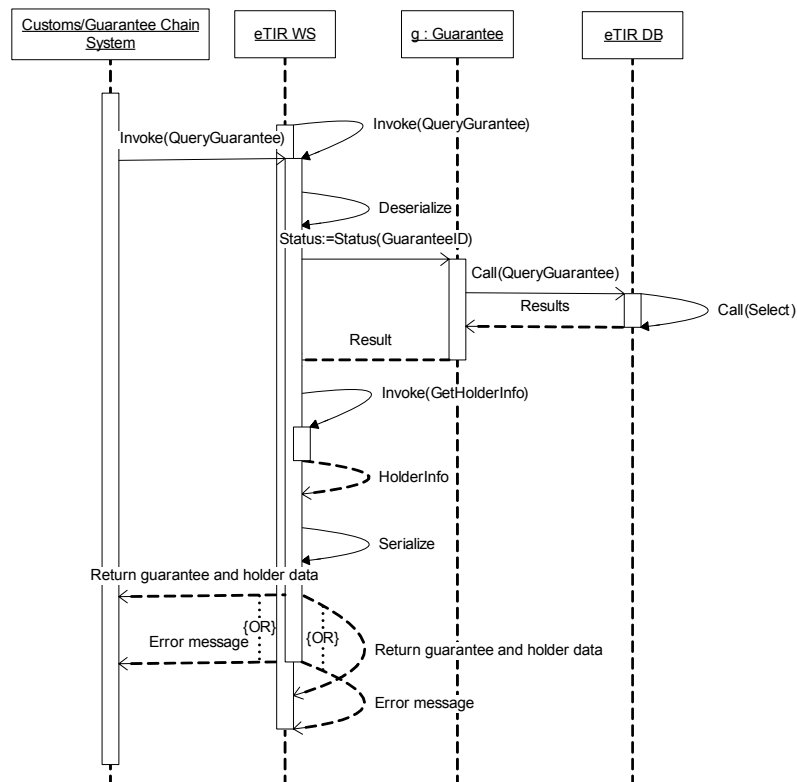 Customs/Guarantee Chain
System
eTIR WS
g : Guarantee
eTIR DB
Invoke(QueryGuarantee)
Invoke(QueryGurantee)
Deserialize
Status:=Status(GuaranteeID)
Call(QueryGuarantee)
Results
Call(Select)
Result
Invoke(GetHolderInfo)
HolderInfo
Serialize
Return guarantee and holder data
{OR}
{OR}
Error message
Return guarantee and holder data
Error message